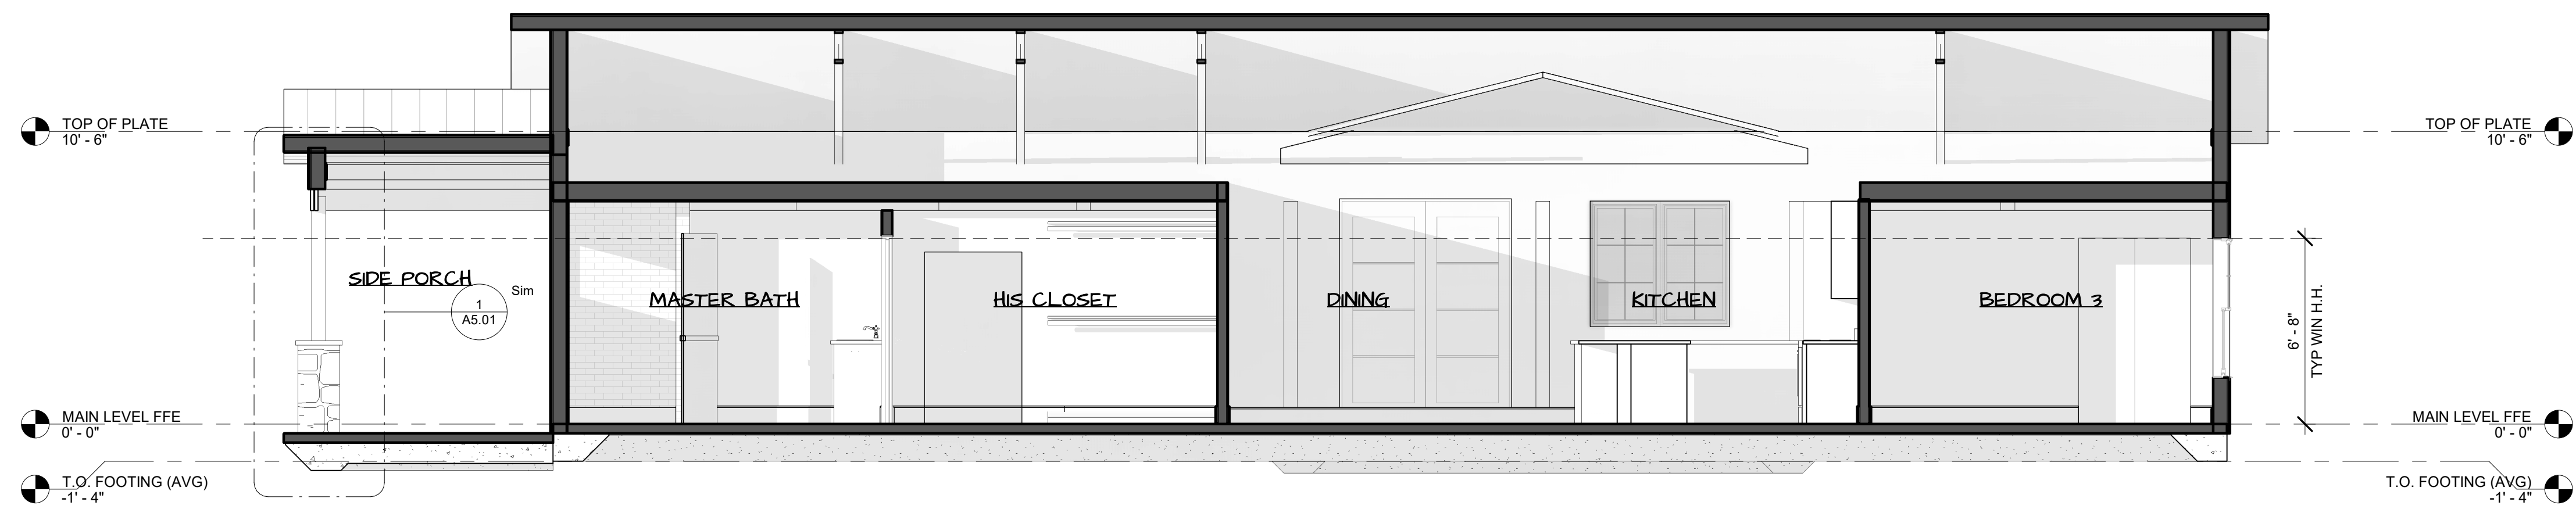 TOP OF PLATE
10' - 6"
TOP OF PLATE
10' - 6"
SIDE PORCH
1
A5.01
Sim
MASTER BATH
HIS CLOSET
DINING
KITCHEN
BEDROOM 3
6' - 8"
TYP WIN H.H.
MAIN LEVEL FFE
0' - 0"
MAIN LEVEL FFE
0' - 0"
T.O. FOOTING (AVG)
-1' - 4"
T.O. FOOTING (AVG)
-1' - 4"